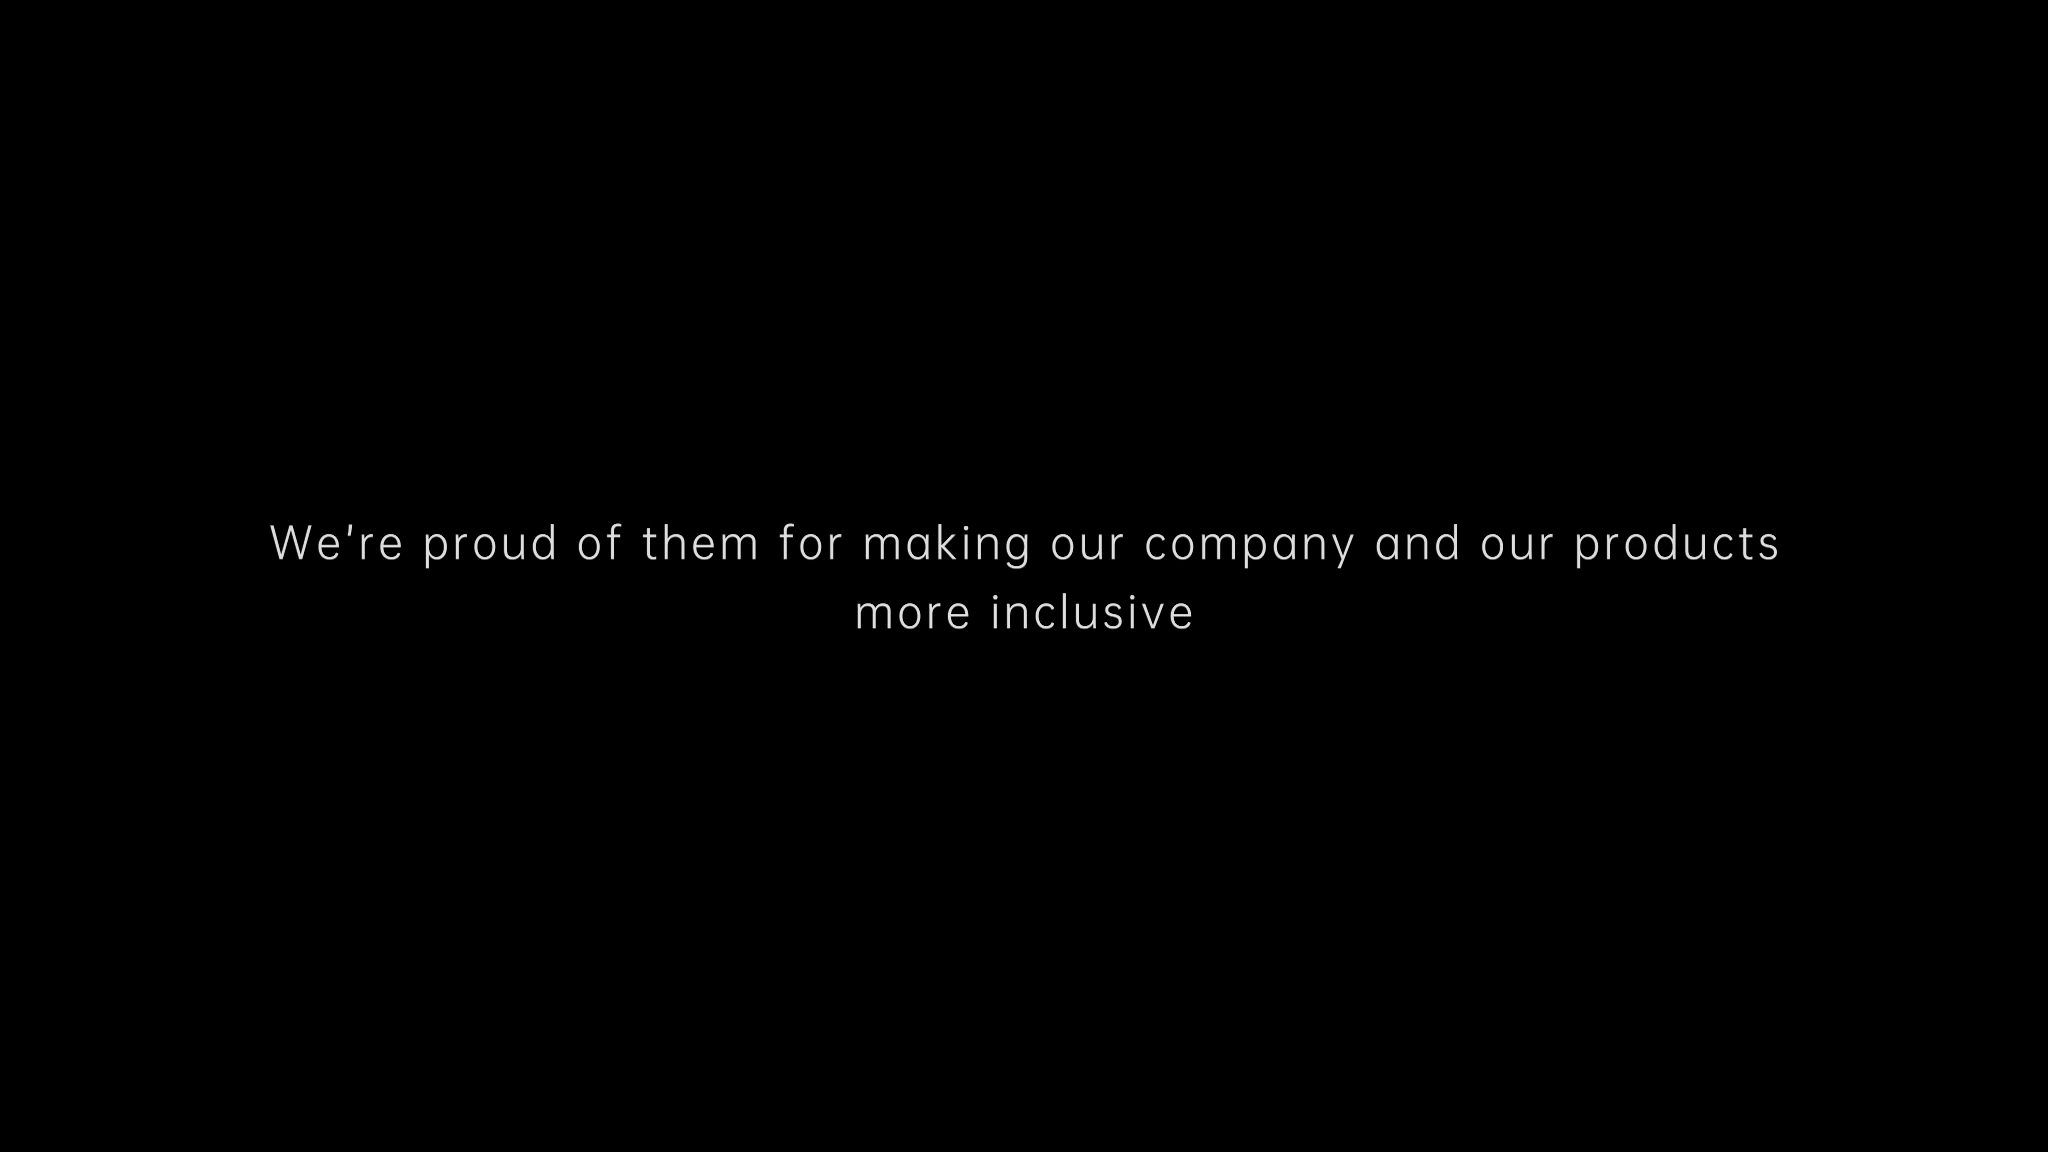 We're proud of them for making our company and our products
more inclusive